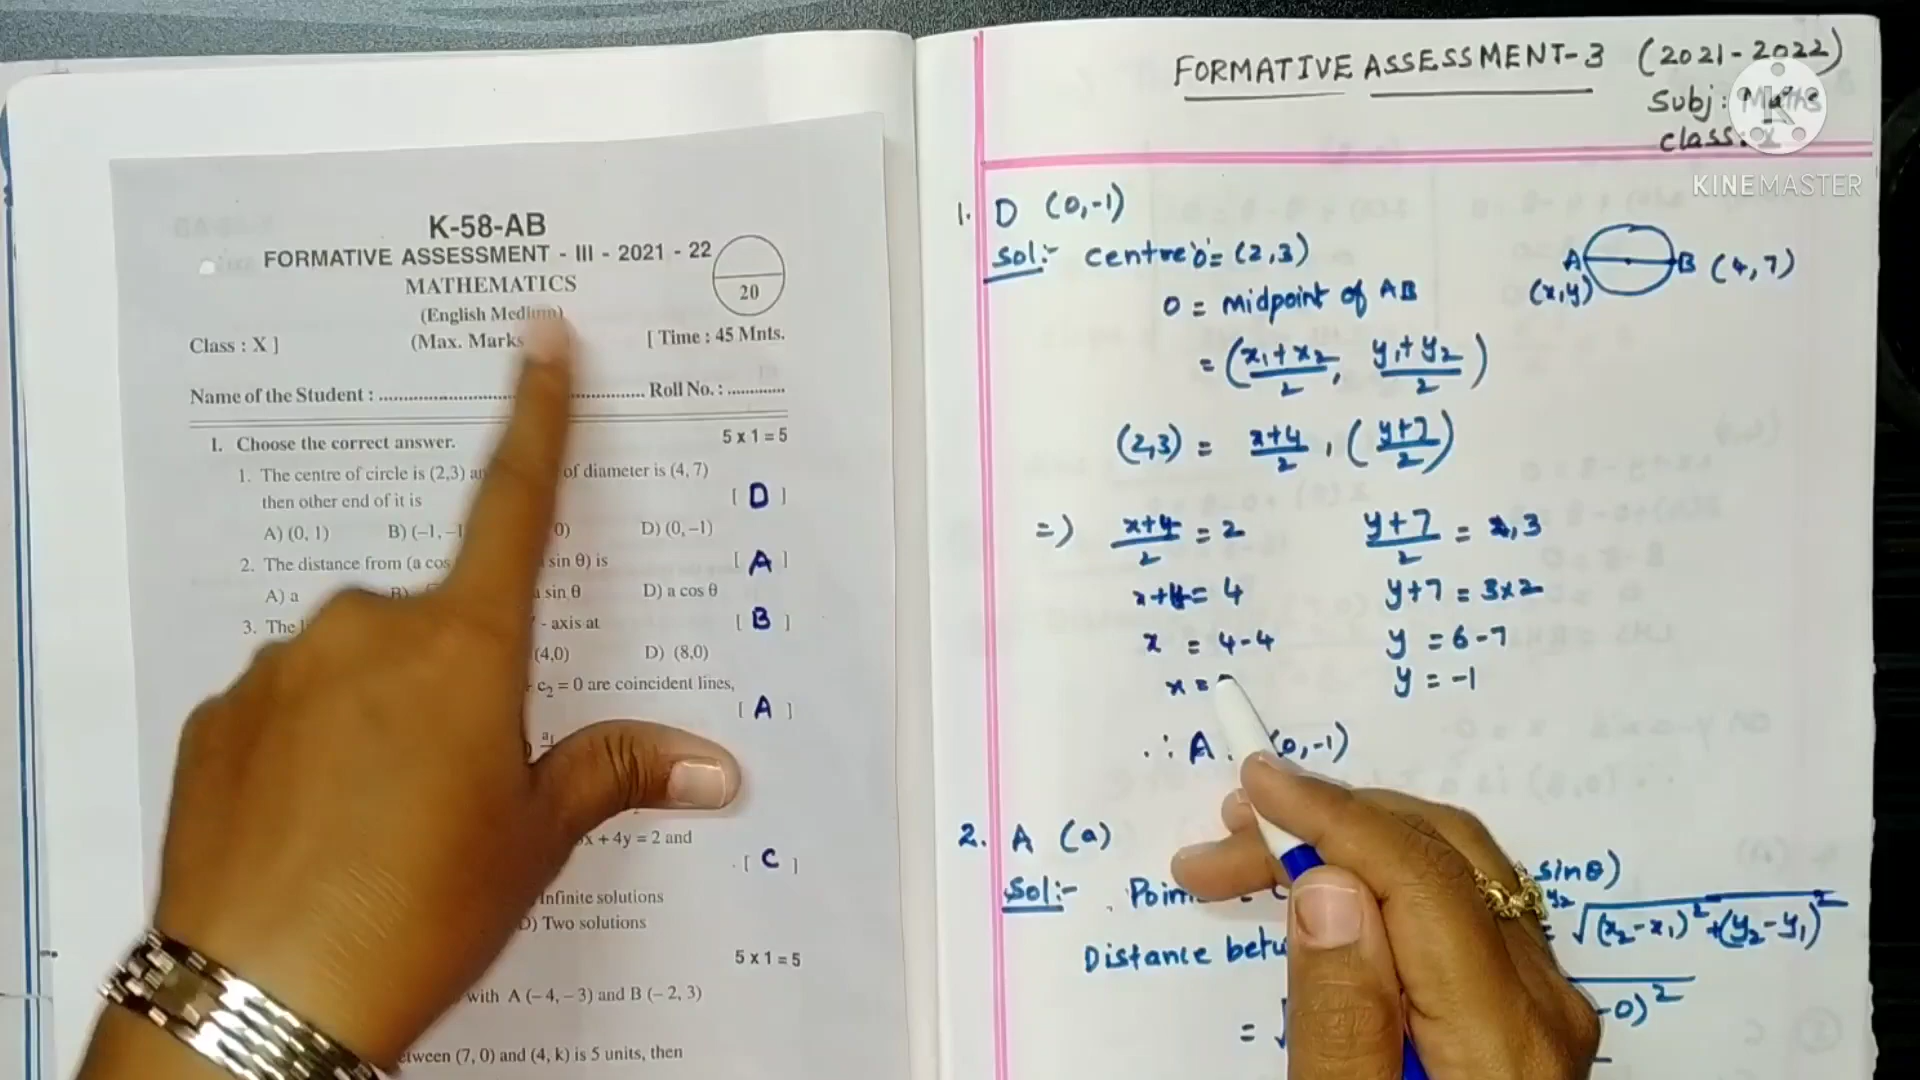 K-58-AB
FORMATIVE ASSESSMENT - III - 2021 - 22
MATHEMATICS
20
(English Medium)
Class : X ]
(Max. Marks
[ Time : 45 Mnts.
Name of the Student : .......... Roll No. : ..........
I. Choose the correct answer. 5 x 1 = 5
1. The centre of circle is (2,3) of diameter is (4, 7)
then other end of it is [ D ]
A) (0, 1) B) (–1, –1 0) D) (0, –1)
2. The distance from (a cos sin θ) is [ A ]
A) a B) sin θ D) a cos θ
3. The - axis at [ B ]
(4,0) D) (8,0)
c₂ = 0 are coincident lines,
[ A ]
a₁
x + 4y = 2 and
[ C ]
Infinite solutions
D) Two solutions
5 x 1 = 5
with A (– 4, – 3) and B (– 2, 3)
etween (7, 0) and (4, k) is 5 units, then
FORMATIVE ASSESSMENT-3 (2021-2022)
Subj: Maths
class: X
K
KINEMASTER
1. D (0,-1)
Sol:- centre 'o' = (2,3)
A B (4,7)
(x,y)
O = midpoint of AB
= (x₁+x₂/2, y₁+y₂/2)
(2,3) = x+4/2, (y+7/2)
=) x+4/2 = 2 y+7/2 = 3
x+4 = 4 y+7 = 3x2
x = 4-4 y = 6-7
x = y = -1
∴ A (0,-1)
2. A (a)
Sol:- Poin sinθ)
y₂
Distance betw = √(x₂-x₁)²+(y₂-y₁)²
= √ -0)²